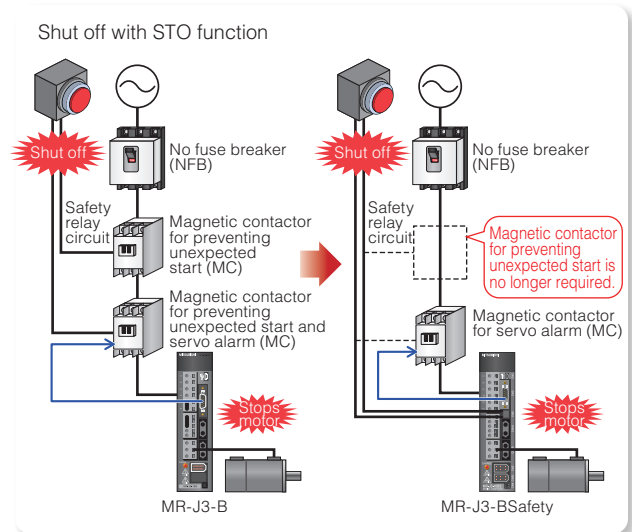 Shut off with STO function
Shut off
No fuse breaker
(NFB)
Safety
relay
circuit
Magnetic contactor
for preventing
unexpected
start (MC)
Magnetic contactor
for preventing
unexpected start and
servo alarm (MC)
Stops
motor
MR-J3-B
Shut off
No fuse breaker
(NFB)
Safety
relay
circuit
Magnetic contactor
for preventing
unexpected start is
no longer required.
Magnetic contactor
for servo alarm (MC)
Stops
motor
MR-J3-BSafety